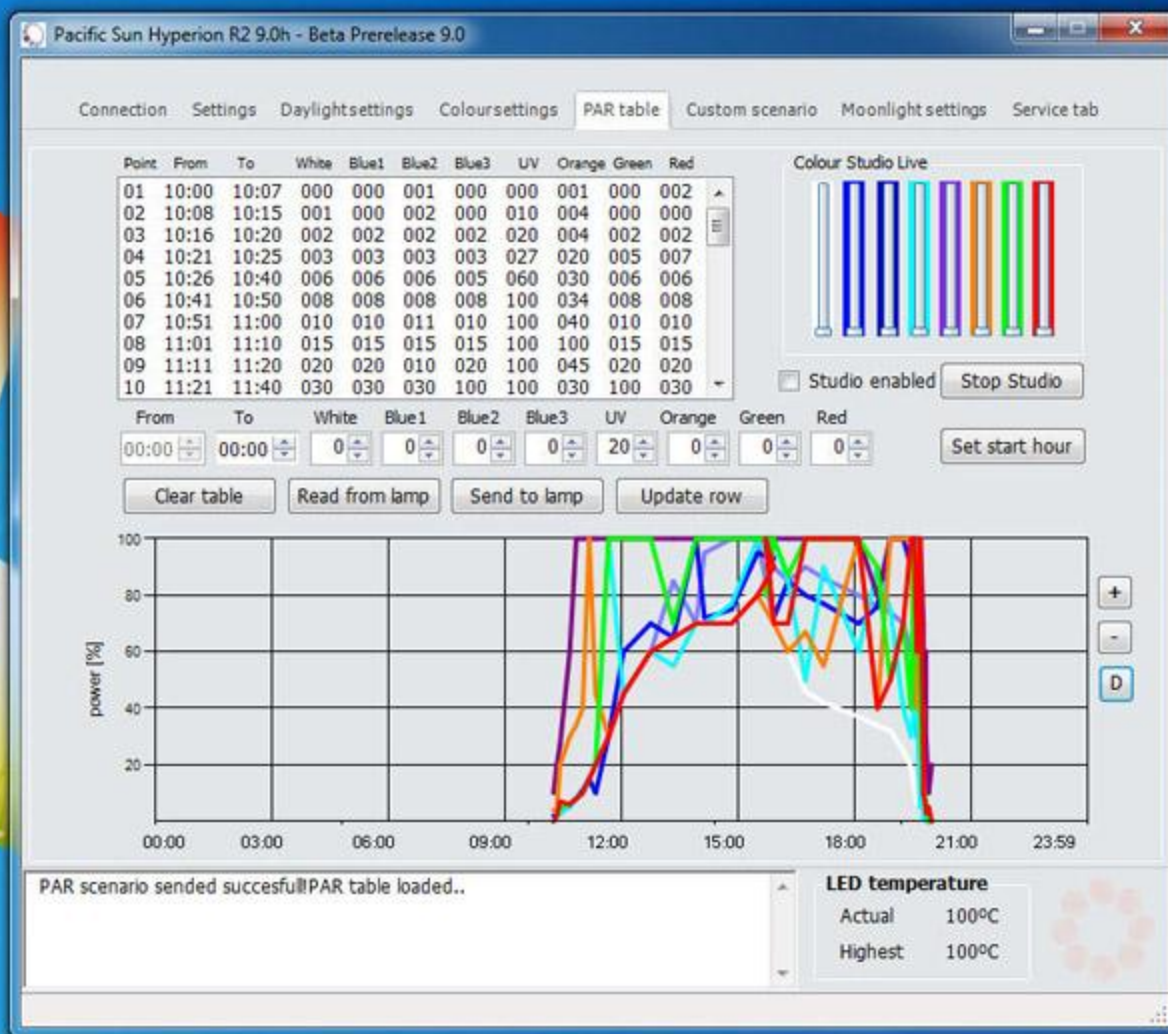 Pacific Sun Hyperion R2 9.0h - Beta Prerelease 9.0
Connection Settings Daylightsettings Coloursettings PAR table Custom scenario Moonlight settings Service tab
Point From To White Blue1 Blue2 Blue3 UV Orange Green Red
01 10:00 10:07 000 000 001 000 000 001 000 002
02 10:08 10:15 001 000 002 000 010 004 000 000
03 10:16 10:20 002 002 002 002 020 004 002 002
04 10:21 10:25 003 003 003 003 027 020 005 007
05 10:26 10:40 006 006 006 005 060 030 006 006
06 10:41 10:50 008 008 008 008 100 034 008 008
07 10:51 11:00 010 010 011 010 100 040 010 010
08 11:01 11:10 015 015 015 015 100 100 015 015
09 11:11 11:20 020 020 010 020 100 045 020 020
10 11:21 11:40 030 030 030 100 100 030 100 030
Colour Studio Live
Studio enabled Stop Studio
From To White Blue1 Blue2 Blue3 UV Orange Green Red
00:00 00:00 0 0 0 0 20 0 0 0
Set start hour
Clear table Read from lamp Send to lamp Update row
power [%]
100
80
60
40
20
00:00 03:00 06:00 09:00 12:00 15:00 18:00 21:00 23:59
+
-
D
PAR scenario sended succesfull!PAR table loaded..
LED temperature
Actual 100ºC
Highest 100ºC